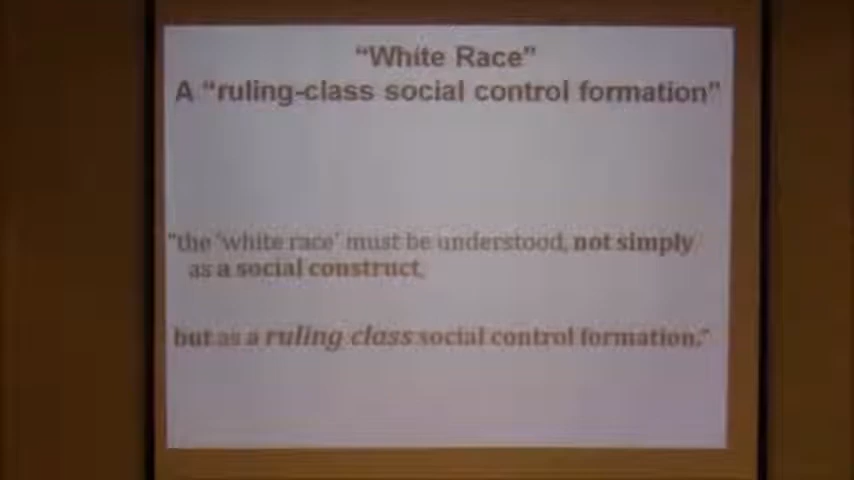 “White Race”
A “ruling-class social control formation”
“the ‘white race’ must be understood, not simply
as a social construct,
but as a ruling class social control formation.”